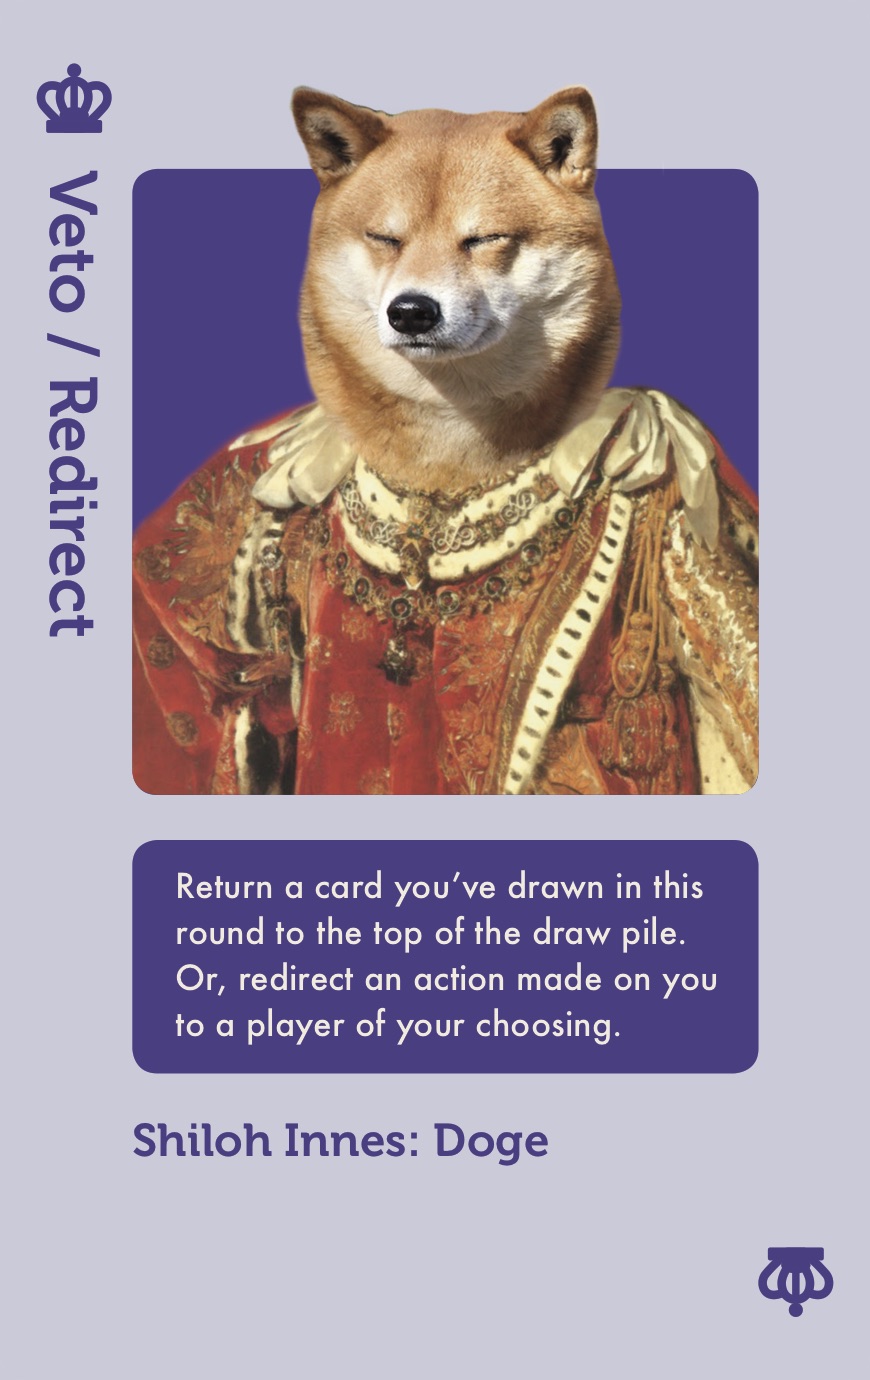 Veto / Redirect
Return a card you’ve drawn in this
round to the top of the draw pile.
Or, redirect an action made on you
to a player of your choosing.
Shiloh Innes: Doge